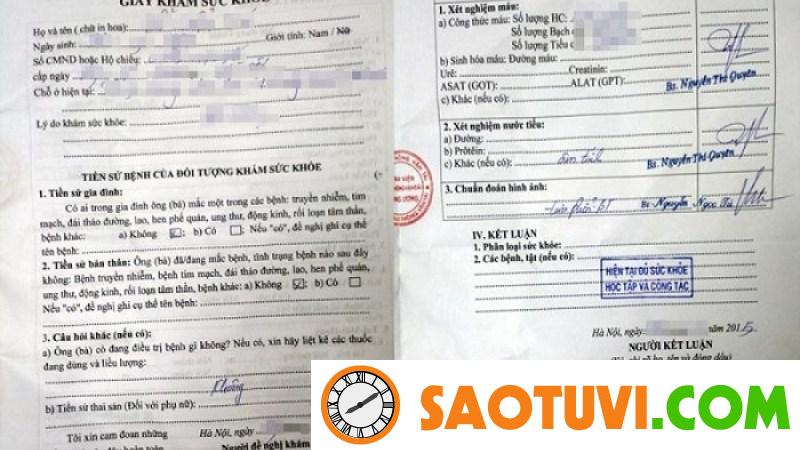 GIẤY KHÁM SỨC KHỎE
Họ và tên ( chữ in hoa):
Ngày sinh:
Giới tính: Nam / Nữ
Số CMND hoặc Hộ chiếu:
cấp ngày
Chỗ ở hiện tại:
Lý do khám sức khỏe:
TIỀN SỬ BỆNH CỦA ĐỐI TƯỢNG KHÁM SỨC KHỎE
1. Tiền sử gia đình:
Có ai trong gia đình ông (bà) mắc một trong các bệnh: truyền nhiễm, tim
mạch, đái tháo đường, lao, hen phế quản, ung thư, động kinh, rối loạn tâm thần,
bệnh khác: a) Không ☑; b) Có ☐; Nếu "có", đề nghị ghi cụ thể
tên bệnh:
2. Tiền sử bản thân: Ông (bà) đã/đang mắc bệnh, tình trạng bệnh nào sau đây
không: Bệnh truyền nhiễm, bệnh tim mạch, đái tháo đường, lao, hen phế quản,
ung thư, động kinh, rối loạn tâm thần, bệnh khác: a) Không ☑; b) Có ☐
Nếu "có", đề nghị ghi cụ thể tên bệnh:
3. Câu hỏi khác (nếu có):
a) Ông (bà) có đang điều trị bệnh gì không? Nếu có, xin hãy liệt kê các thuốc
đang dùng và liều lượng:
Không
b) Tiền sử thai sản (Đối với phụ nữ):
Tôi xin cam đoan những
Hà Nội, ngày
Người đề nghị khám
1. Xét nghiệm máu:
a) Công thức máu: Số lượng HC:
Số lượng Bạch
Số lượng Tiểu c
b) Sinh hóa máu: Đường máu:
Urê: Creatinin:
ASAT (GOT): ALAT (GPT):
c) Khác (nếu có):
Bs. Nguyễn Thị Quyên
2. Xét nghiệm nước tiểu:
a) Đường:
b) Prôtêin:
c) Khác (nếu có): âm tính
Bs. Nguyễn Thị Quyên
3. Chuẩn đoán hình ảnh:
Bs. Nguyễn Ngọc
IV. KẾT LUẬN
1. Phân loại sức khỏe:
2. Các bệnh, tật (nếu có):
HIỆN TẠI ĐỦ SỨC KHỎE
HỌC TẬP VÀ CÔNG TÁC
Hà Nội, ngày năm 2015
NGƯỜI KẾT LUẬN
SAOTUVI.COM